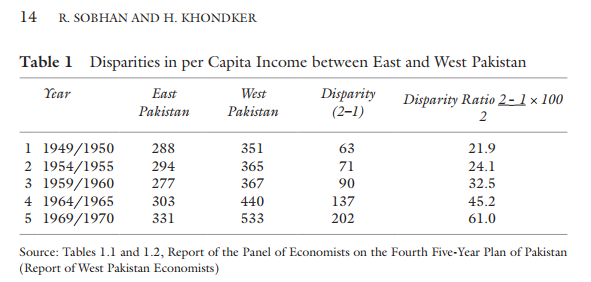 14 R. SOBHAN AND H. KHONDKER
Table 1 Disparities in per Capita Income between East and West Pakistan
Year East Pakistan West Pakistan Disparity (2–1) Disparity Ratio 2 - 1 × 100
2
1 1949/1950 288 351 63 21.9
2 1954/1955 294 365 71 24.1
3 1959/1960 277 367 90 32.5
4 1964/1965 303 440 137 45.2
5 1969/1970 331 533 202 61.0
Source: Tables 1.1 and 1.2, Report of the Panel of Economists on the Fourth Five-Year Plan of Pakistan
(Report of West Pakistan Economists)